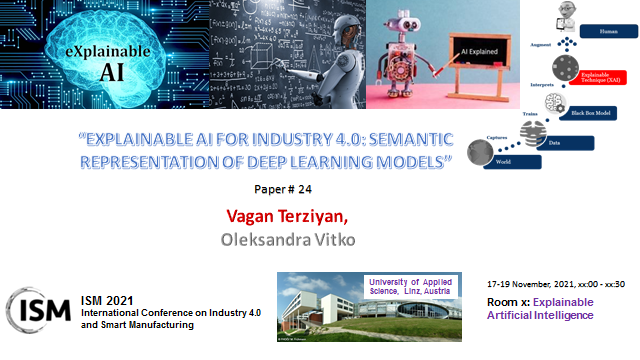 eXplainable
AI
AI Explained
Human
Augment
Explainable
Technique (XAI)
Interprets
Black Box Model
Trains
Data
Captures
World
“EXPLAINABLE AI FOR INDUSTRY 4.0: SEMANTIC
REPRESENTATION OF DEEP LEARNING MODELS”
Paper # 24
Vagan Terziyan,
Oleksandra Vitko
ISM
ISM 2021
International Conference on Industry 4.0
and Smart Manufacturing
University of Applied
Science, Linz, Austria
17-19 November, 2021, xx:00 - xx:30
Room x: Explainable
Artificial Intelligence